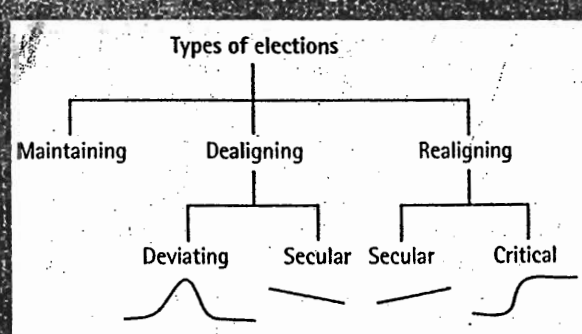 Types of elections
Maintaining Dealigning Realigning
Deviating Secular Secular Critical